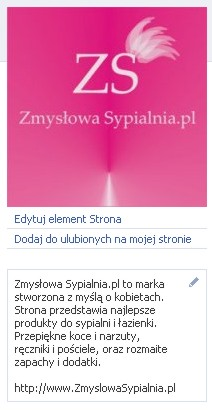 ZS
Zmysłowa Sypialnia.pl
Edytuj element Strona
Dodaj do ulubionych na mojej stronie
Zmysłowa Sypialnia.pl to marka
stworzona z myślą o kobietach.
Strona przedstawia najlepsze
produkty do sypialni i łazienki.
Przepiękne koce i narzuty,
ręczniki i pościele, oraz rozmaite
zapachy i dodatki.
http://www.ZmyslowaSypialnia.pl